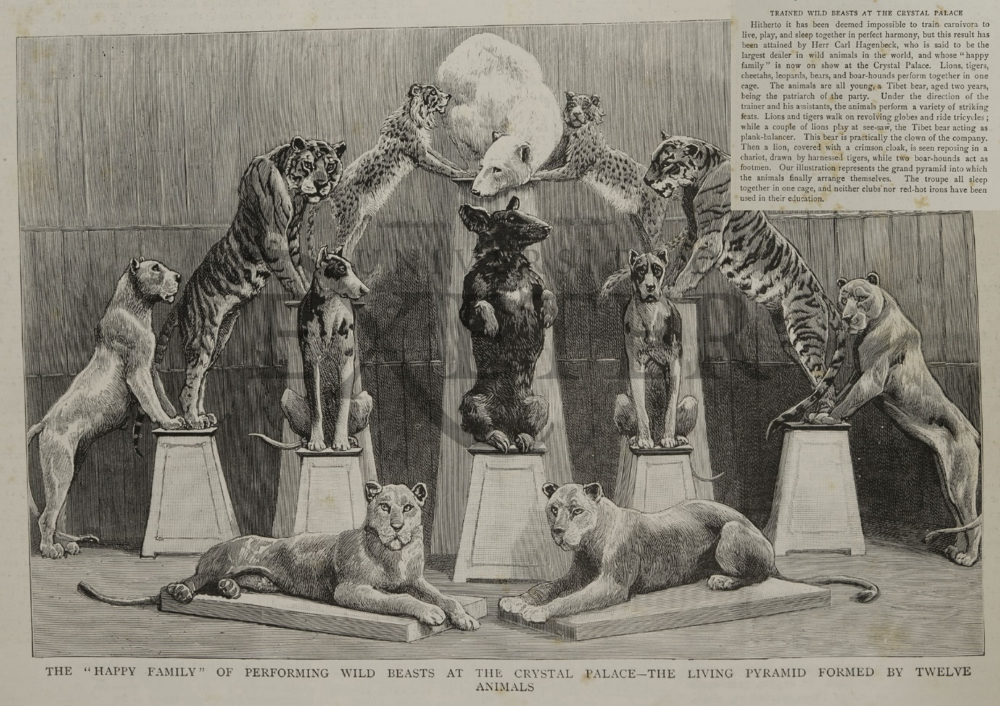 TRAINED WILD BEASTS AT THE CRYSTAL PALACE
Hitherto it has been deemed impossible to train carnivora to
live, play, and sleep together in perfect harmony, but this result has
been attained by Herr Carl Hagenbeck, who is said to be the
largest dealer in wild animals in the world, and whose “happy
family” is now on show at the Crystal Palace. Lions, tigers,
cheetahs, leopards, bears, and boar-hounds perform together in one
cage. The animals are all young, a Tibet bear, aged two years,
being the patriarch of the party. Under the direction of the
trainer and his assistants, the animals perform a variety of striking
feats. Lions and tigers walk on revolving globes and ride tricycles ;
while a couple of lions play at see-saw, the Tibet bear acting as
plank-balancer. This bear is practically the clown of the company.
Then a lion, covered with a crimson cloak, is seen reposing in a
chariot, drawn by harnessed tigers, while two boar-hounds act as
footmen. Our illustration represents the grand pyramid into which
the animals finally arrange themselves. The troupe all sleep
together in one cage, and neither clubs nor red-hot irons have been
used in their education.
UNIVERSITY
EXETER
THE “HAPPY FAMILY” OF PERFORMING WILD BEASTS AT THE CRYSTAL PALACE—THE LIVING PYRAMID FORMED BY TWELVE
ANIMALS